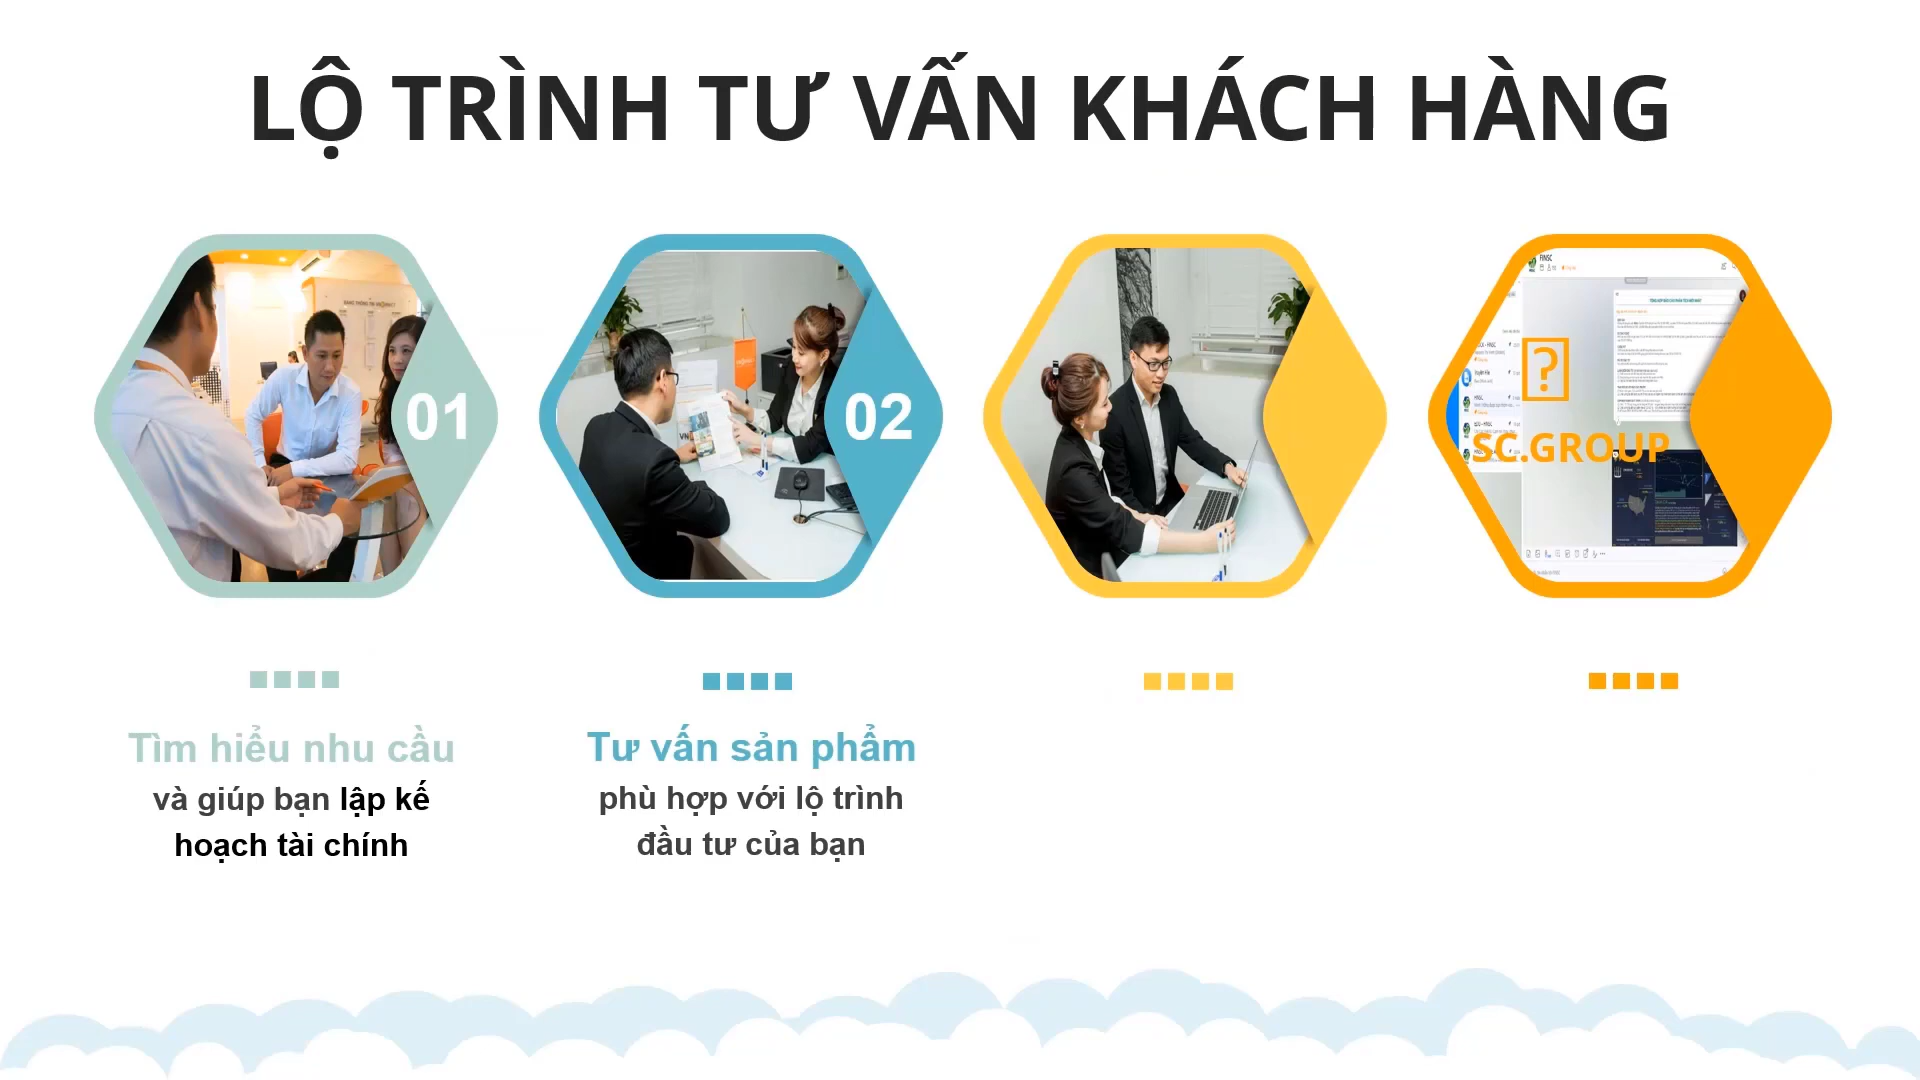 LỘ TRÌNH TƯ VẤN KHÁCH HÀNG
01
02
FINSC
SC.GROUP
Tìm hiểu nhu cầu
và giúp bạn lập kế
hoạch tài chính
Tư vấn sản phẩm
phù hợp với lộ trình
đầu tư của bạn